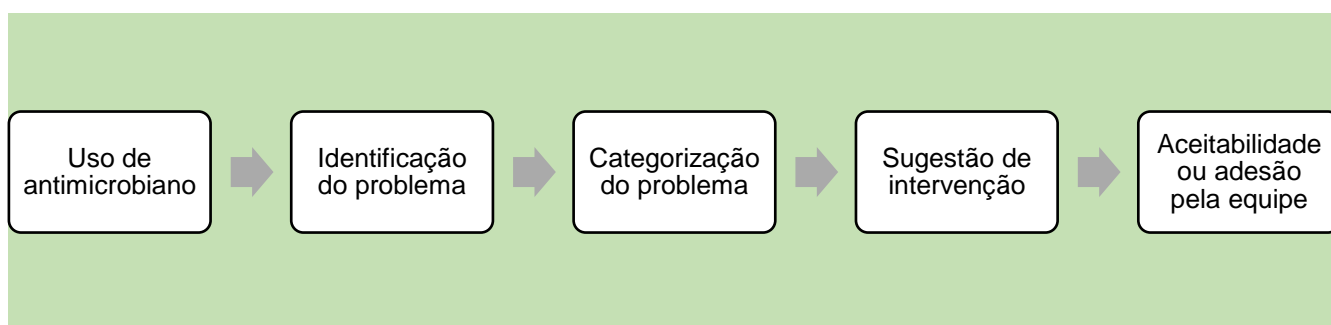 Uso de
antimicrobiano
Identificação
do problema
Categorização
do problema
Sugestão de
intervenção
Aceitabilidade
ou adesão
pela equipe